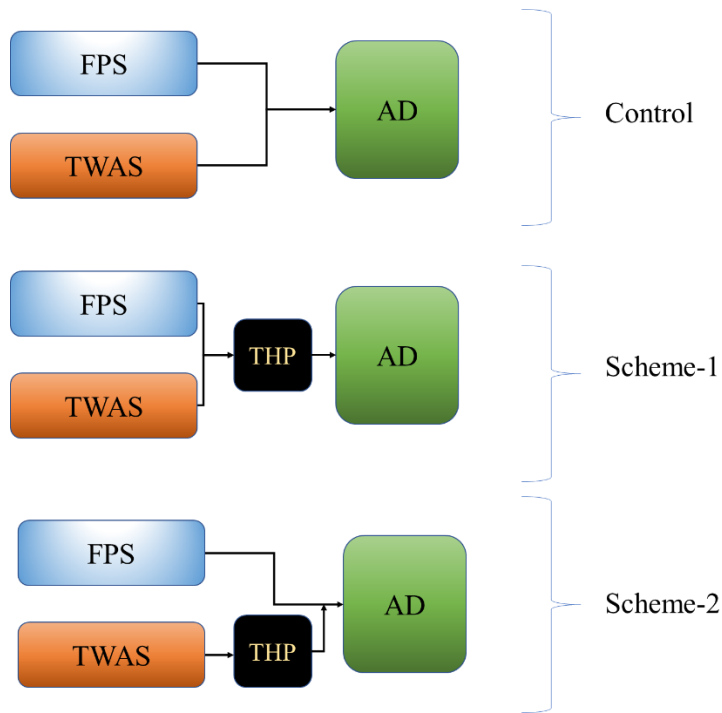 FPS
TWAS
AD
Control
FPS
TWAS
THP
AD
Scheme-1
FPS
TWAS
THP
AD
Scheme-2